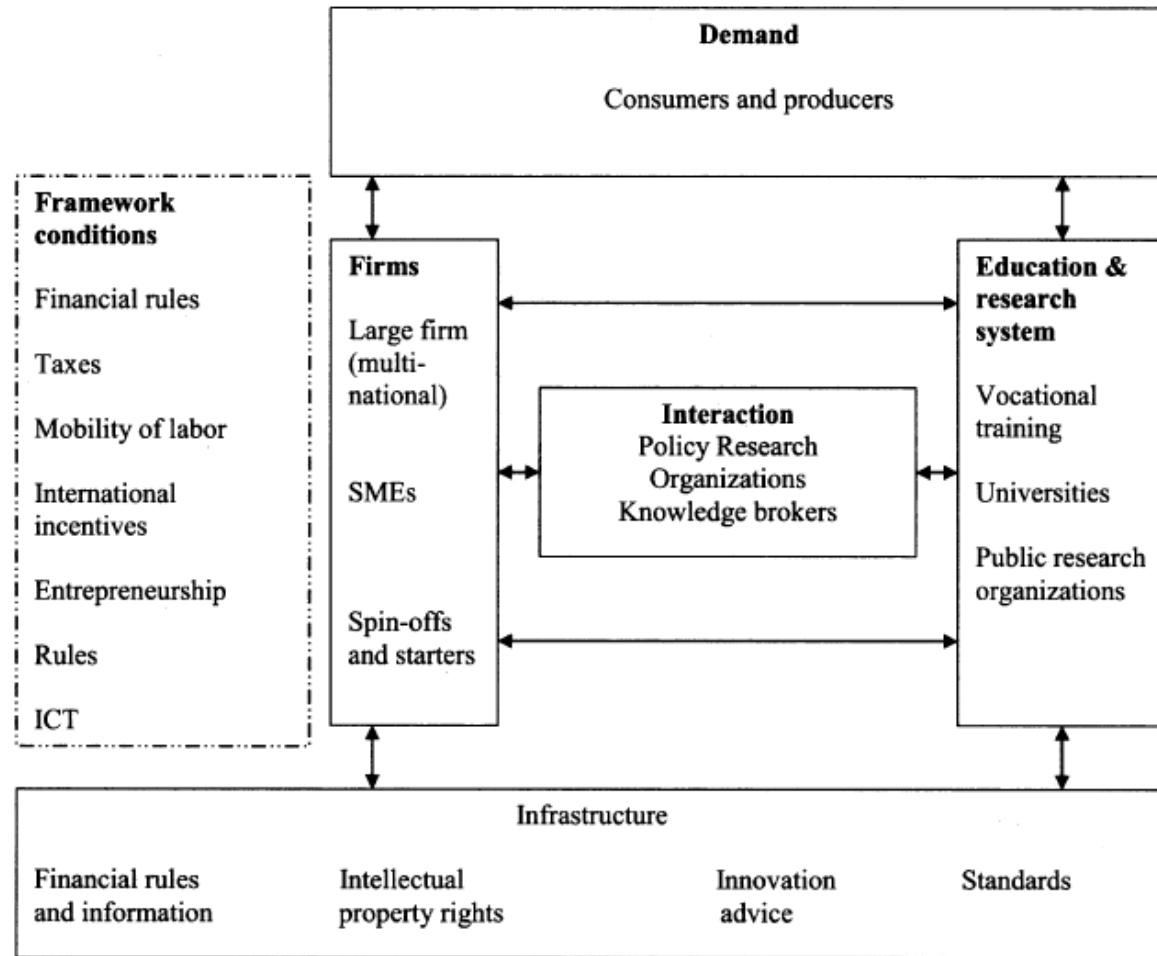 Demand
Consumers and producers
Framework
conditions
Financial rules
Taxes
Mobility of labor
International
incentives
Entrepreneurship
Rules
ICT
Firms
Large firm
(multi-
national)
SMEs
Spin-offs
and starters
Interaction
Policy Research
Organizations
Knowledge brokers
Education &
research
system
Vocational
training
Universities
Public research
organizations
Infrastructure
Financial rules
and information
Intellectual
property rights
Innovation
advice
Standards